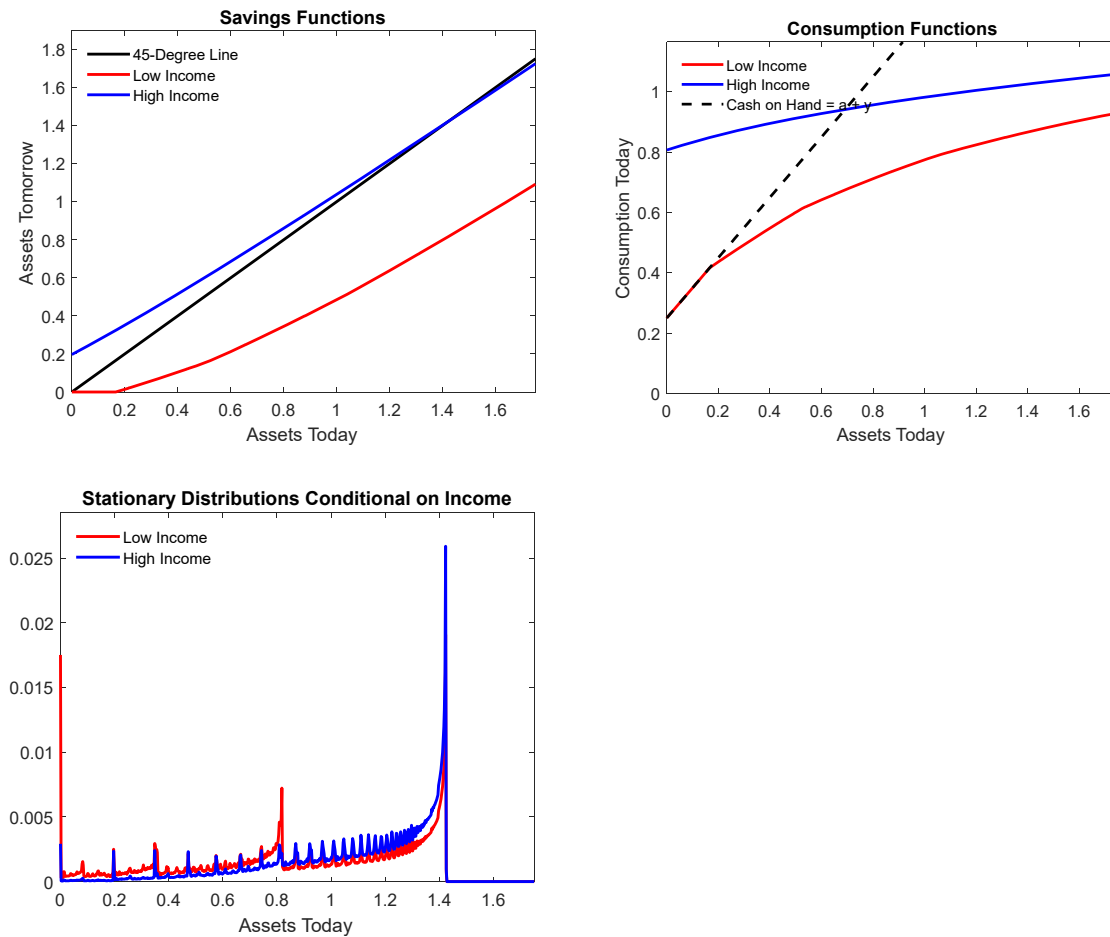 Savings Functions
1.8
1.6
1.4
1.2
1
0.8
0.6
0.4
0.2
0
45-Degree Line
Low Income
High Income
Assets Tomorrow
0 0.2 0.4 0.6 0.8 1 1.2 1.4 1.6
Assets Today
Consumption Functions
1
0.8
0.6
0.4
0.2
0
Low Income
High Income
Cash on Hand = a + y
Consumption Today
0 0.2 0.4 0.6 0.8 1 1.2 1.4 1.6
Assets Today
Stationary Distributions Conditional on Income
0.025
0.02
0.015
0.01
0.005
0
Low Income
High Income
0 0.2 0.4 0.6 0.8 1 1.2 1.4 1.6
Assets Today